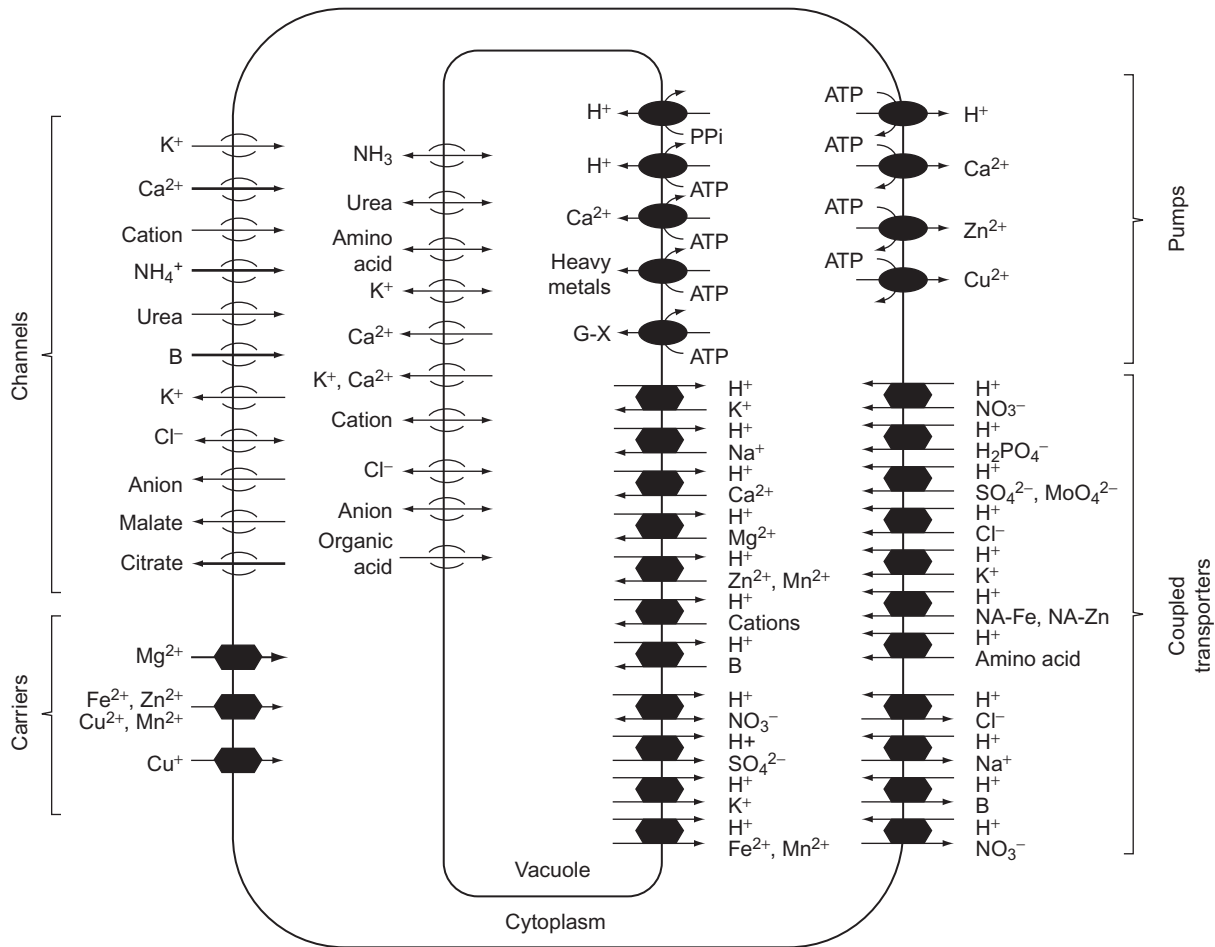 Channels
K⁺
Ca²⁺
Cation
NH₄⁺
Urea
B
K⁺
Cl⁻
Anion
Malate
Citrate
Carriers
Mg²⁺
Fe²⁺, Zn²⁺
Cu²⁺, Mn²⁺
Cu⁺
NH₃
Urea
Amino
acid
K⁺
Ca²⁺
K⁺, Ca²⁺
Cation
Cl⁻
Anion
Organic
acid
H⁺
PPi
H⁺
ATP
Ca²⁺
ATP
Heavy
metals
ATP
G-X
ATP
H⁺
K⁺
H⁺
Na⁺
H⁺
Ca²⁺
H⁺
Mg²⁺
H⁺
Zn²⁺, Mn²⁺
H⁺
Cations
H⁺
B
H⁺
NO₃⁻
H+
SO₄²⁻
H⁺
K⁺
H⁺
Fe²⁺, Mn²⁺
Vacuole
Cytoplasm
ATP
H⁺
ATP
Ca²⁺
ATP
Zn²⁺
ATP
Cu²⁺
Pumps
H⁺
NO₃⁻
H⁺
H₂PO₄⁻
H⁺
SO₄²⁻, MoO₄²⁻
H⁺
Cl⁻
H⁺
K⁺
H⁺
NA-Fe, NA-Zn
H⁺
Amino acid
H⁺
Cl⁻
H⁺
Na⁺
H⁺
B
H⁺
NO₃⁻
Coupled
transporters